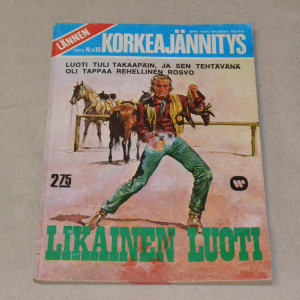 LÄNNEN
KORKEAJÄNNITYS
LUOTI TULI TAKAAPÄIN, JA SEN TEHTÄVÄNÄ
OLI TAPPAA REHELLINEN ROSVO
2,75
LIKAINEN LUOTI